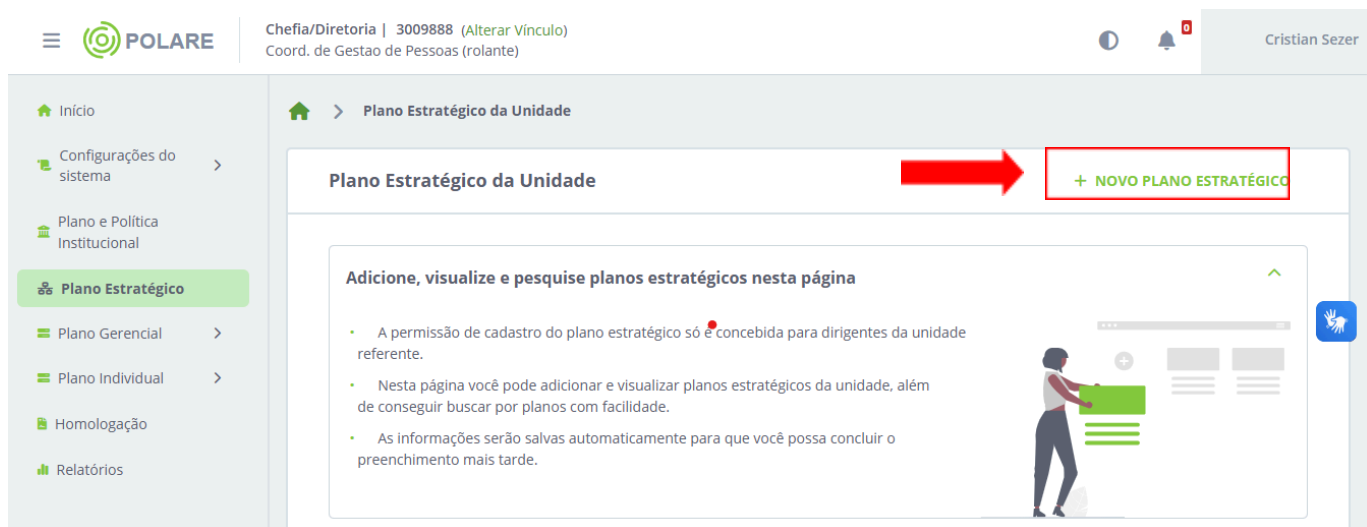 POLARE
Chefia/Diretoria | 3009888 (Alterar Vínculo)
Coord. de Gestao de Pessoas (rolante)
0
Cristian Sezer
Início
Configurações do
sistema
Plano e Política
Institucional
Plano Estratégico
Plano Gerencial
Plano Individual
Homologação
Relatórios
Plano Estratégico da Unidade
Plano Estratégico da Unidade
+ NOVO PLANO ESTRATÉGICO
Adicione, visualize e pesquise planos estratégicos nesta página
• A permissão de cadastro do plano estratégico só é concebida para dirigentes da unidade
referente.
• Nesta página você pode adicionar e visualizar planos estratégicos da unidade, além
de conseguir buscar por planos com facilidade.
• As informações serão salvas automaticamente para que você possa concluir o
preenchimento mais tarde.